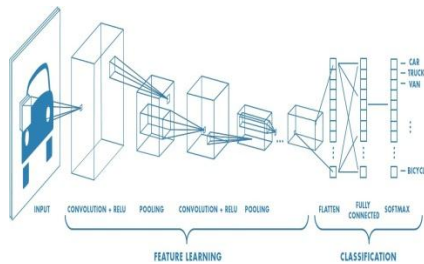 CAR
TRUCK
VAN
BICYCLE
INPUT
CONVOLUTION + RELU
POOLING
CONVOLUTION + RELU
POOLING
FLATTEN
FULLY
CONNECTED
SOFTMAX
FEATURE LEARNING
CLASSIFICATION